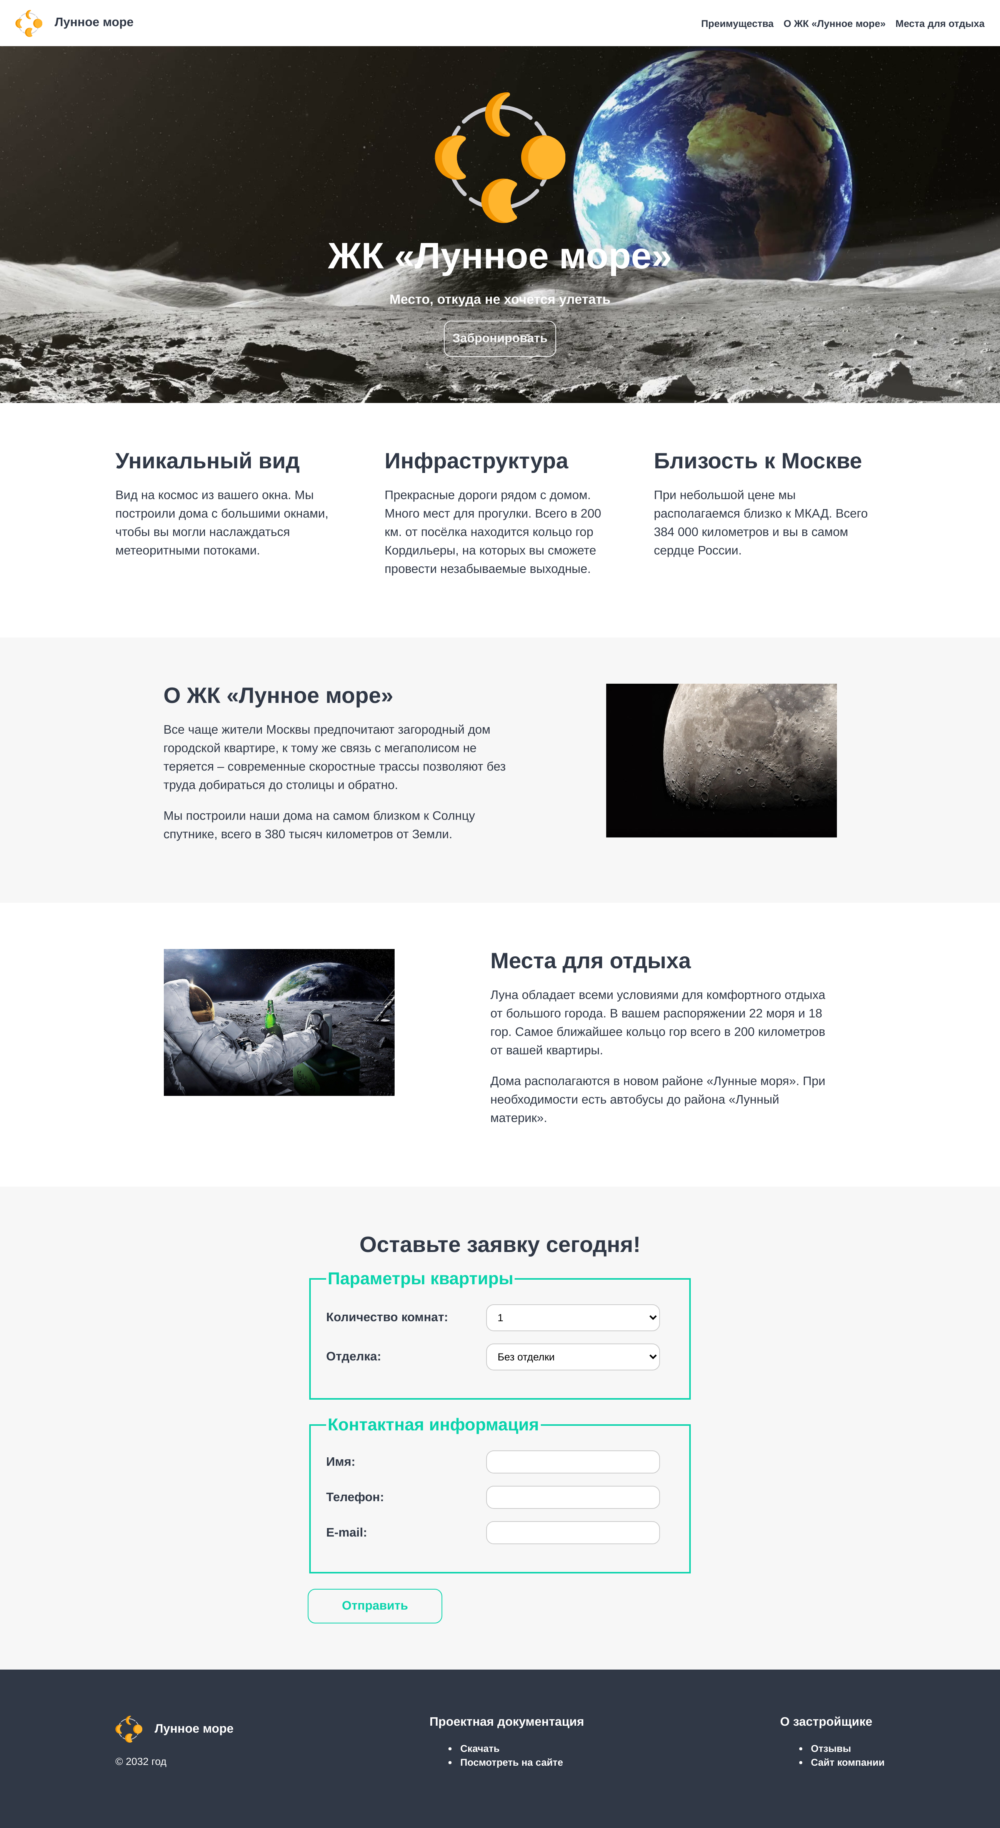 Лунное море
Преимущества О ЖК «Лунное море» Места для отдыха
ЖК «Лунное море»
Место, откуда не хочется улетать
Забронировать
Уникальный вид
Вид на космос из вашего окна. Мы
построили дома с большими окнами,
чтобы вы могли наслаждаться
метеоритными потоками.
Инфраструктура
Прекрасные дороги рядом с домом.
Много мест для прогулки. Всего в 200
км. от посёлка находится кольцо гор
Кордильеры, на которых вы сможете
провести незабываемые выходные.
Близость к Москве
При небольшой цене мы
располагаемся близко к МКАД. Всего
384 000 километров и вы в самом
сердце России.
О ЖК «Лунное море»
Все чаще жители Москвы предпочитают загородный дом
городской квартире, к тому же связь с мегаполисом не
теряется – современные скоростные трассы позволяют без
труда добираться до столицы и обратно.
Мы построили наши дома на самом близком к Солнцу
спутнике, всего в 380 тысяч километров от Земли.
Места для отдыха
Луна обладает всеми условиями для комфортного отдыха
от большого города. В вашем распоряжении 22 моря и 18
гор. Самое ближайшее кольцо гор всего в 200 километров
от вашей квартиры.
Дома располагаются в новом районе «Лунные моря». При
необходимости есть автобусы до района «Лунный
материк».
Оставьте заявку сегодня!
Параметры квартиры
Количество комнат: 1
Отделка: Без отделки
Контактная информация
Имя:
Телефон:
E-mail:
Отправить
Лунное море
© 2032 год
Проектная документация
Скачать
Посмотреть на сайте
О застройщике
Отзывы
Сайт компании